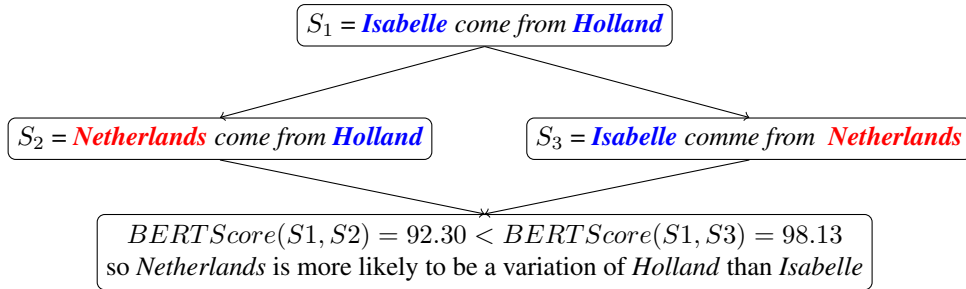 S₁ = Isabelle come from Holland
S₂ = Netherlands come from Holland
S₃ = Isabelle comme from Netherlands
BERTScore(S1, S2) = 92.30 < BERTScore(S1, S3) = 98.13
so Netherlands is more likely to be a variation of Holland than Isabelle